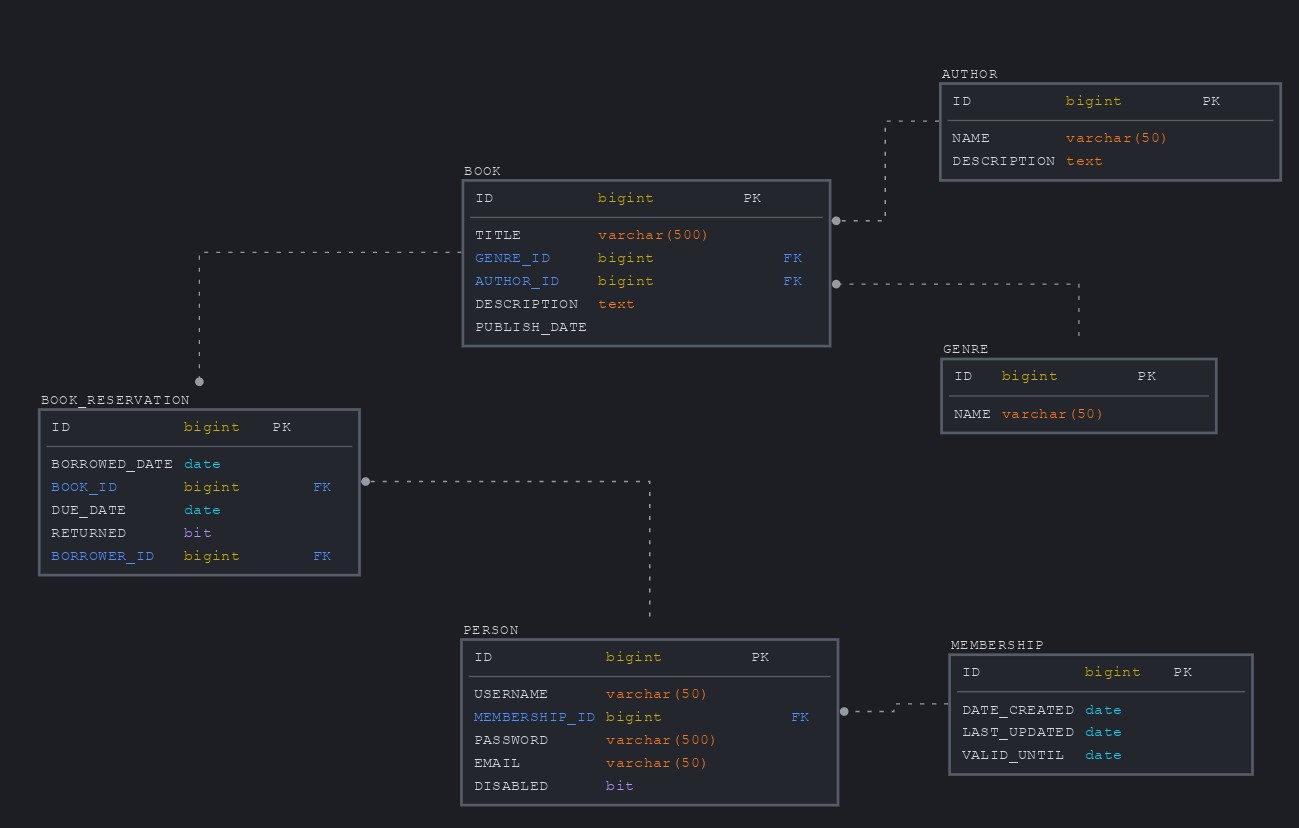 AUTHOR
ID bigint PK
NAME varchar(50)
DESCRIPTION text
BOOK
ID bigint PK
TITLE varchar(500)
GENRE_ID bigint FK
AUTHOR_ID bigint FK
DESCRIPTION text
PUBLISH_DATE
GENRE
ID bigint PK
NAME varchar(50)
BOOK_RESERVATION
ID bigint PK
BORROWED_DATE date
BOOK_ID bigint FK
DUE_DATE date
RETURNED bit
BORROWER_ID bigint FK
PERSON
ID bigint PK
USERNAME varchar(50)
MEMBERSHIP_ID bigint FK
PASSWORD varchar(500)
EMAIL varchar(50)
DISABLED bit
MEMBERSHIP
ID bigint PK
DATE_CREATED date
LAST_UPDATED date
VALID_UNTIL date